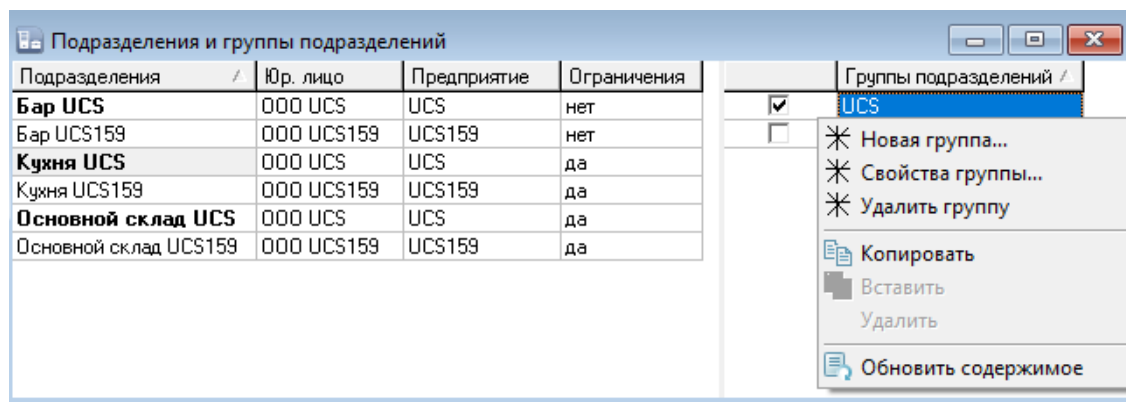 Подразделения и группы подразделений
Подразделения Юр. лицо Предприятие Ограничения Группы подразделений
Бар UCS ООО UCS UCS нет UCS
Бар UCS159 ООО UCS159 UCS159 нет
Кухня UCS ООО UCS UCS да
Кухня UCS159 ООО UCS159 UCS159 да
Основной склад UCS ООО UCS UCS да
Основной склад UCS159 ООО UCS159 UCS159 да
Новая группа...
Свойства группы...
Удалить группу
Копировать
Вставить
Удалить
Обновить содержимое